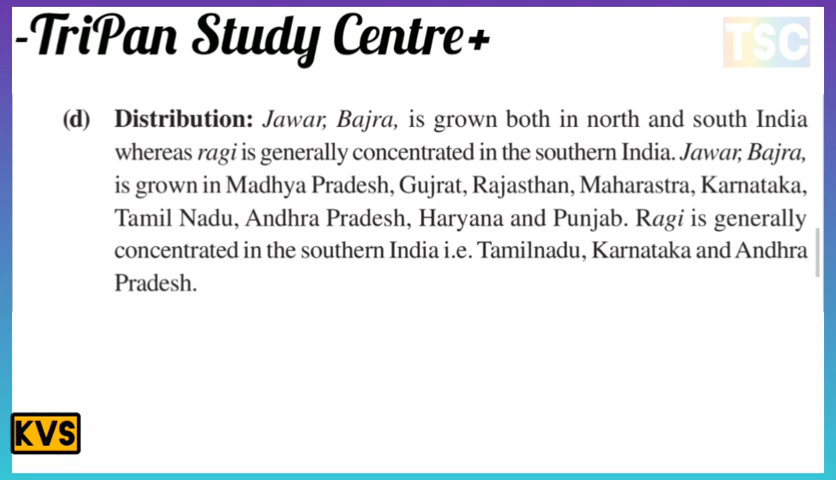 -TriPan Study Centre+
TSC
(d) Distribution: Jawar, Bajra, is grown both in north and south India
whereas ragi is generally concentrated in the southern India. Jawar, Bajra,
is grown in Madhya Pradesh, Gujrat, Rajasthan, Maharastra, Karnataka,
Tamil Nadu, Andhra Pradesh, Haryana and Punjab. Ragi is generally
concentrated in the southern India i.e. Tamilnadu, Karnataka and Andhra
Pradesh.
KVS